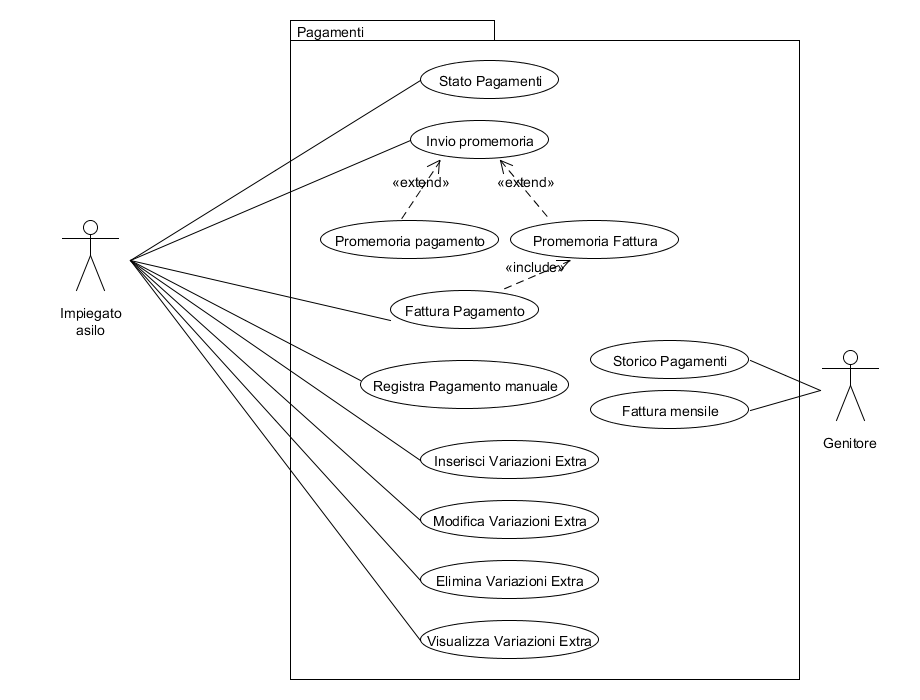 Pagamenti
Stato Pagamenti
Invio promemoria
«extend»
«extend»
Promemoria pagamento
Promemoria Fattura
«include»
Fattura Pagamento
Impiegato
asilo
Storico Pagamenti
Registra Pagamento manuale
Fattura mensile
Genitore
Inserisci Variazioni Extra
Modifica Variazioni Extra
Elimina Variazioni Extra
Visualizza Variazioni Extra